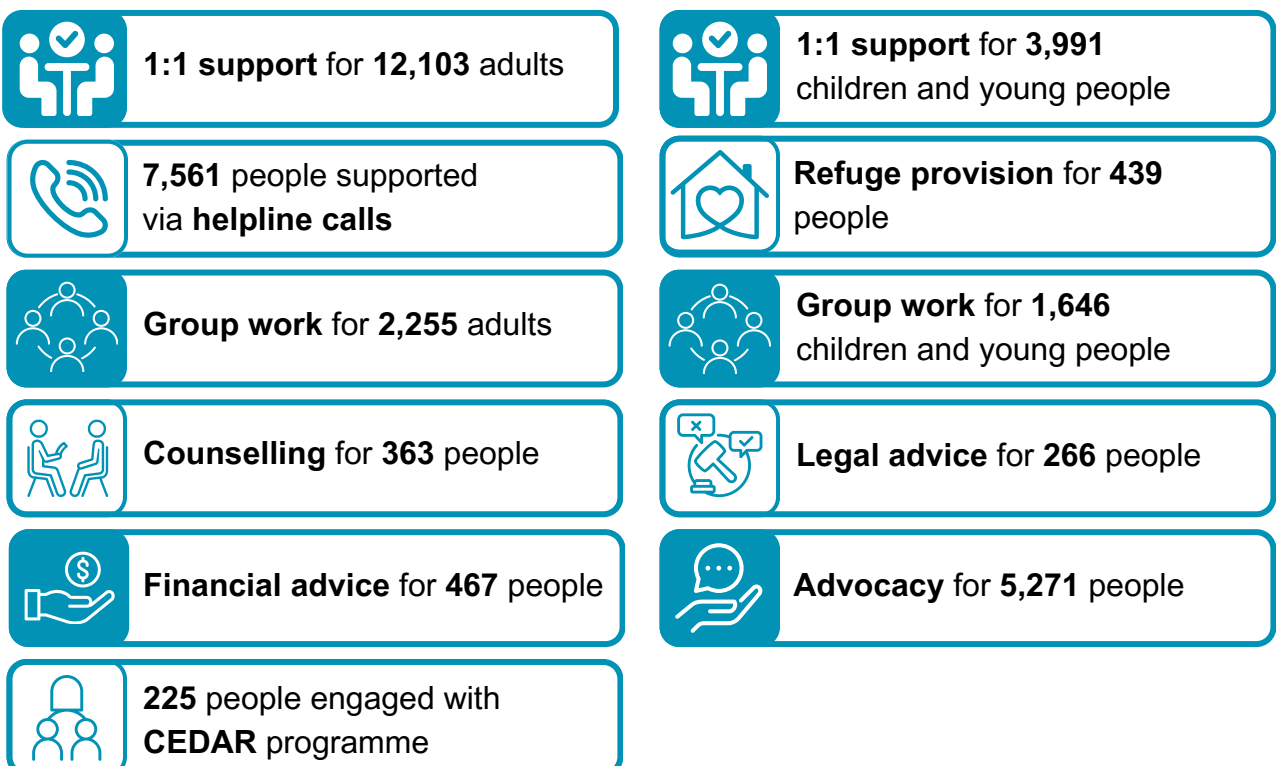 1:1 support for 12,103 adults
1:1 support for 3,991
children and young people
7,561 people supported
via helpline calls
Refuge provision for 439
people
Group work for 2,255 adults
Group work for 1,646
children and young people
Counselling for 363 people
Legal advice for 266 people
Financial advice for 467 people
Advocacy for 5,271 people
225 people engaged with
CEDAR programme